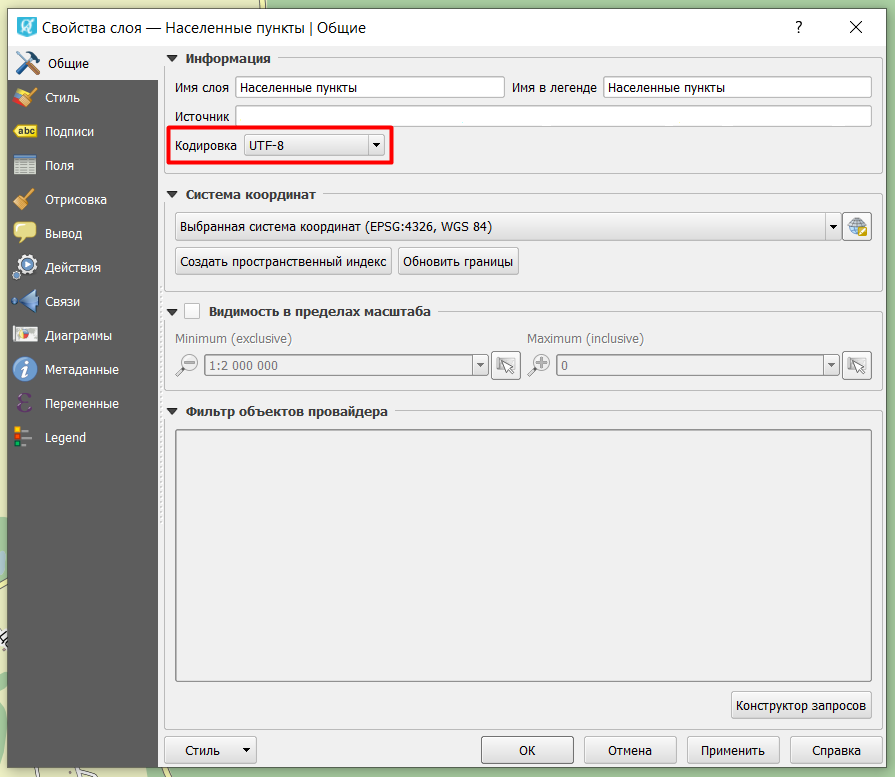 Свойства слоя — Населенные пункты | Общие
?
Общие
Стиль
abc Подписи
Поля
Отрисовка
Вывод
Действия
Связи
Диаграммы
Метаданные
Переменные
Legend
Информация
Имя слоя Населенные пункты Имя в легенде Населенные пункты
Источник
Кодировка UTF-8
Система координат
Выбранная система координат (EPSG:4326, WGS 84)
Создать пространственный индекс Обновить границы
Видимость в пределах масштаба
Minimum (exclusive) Maximum (inclusive)
1:2 000 000 0
Фильтр объектов провайдера
Конструктор запросов
Стиль ОК Отмена Применить Справка